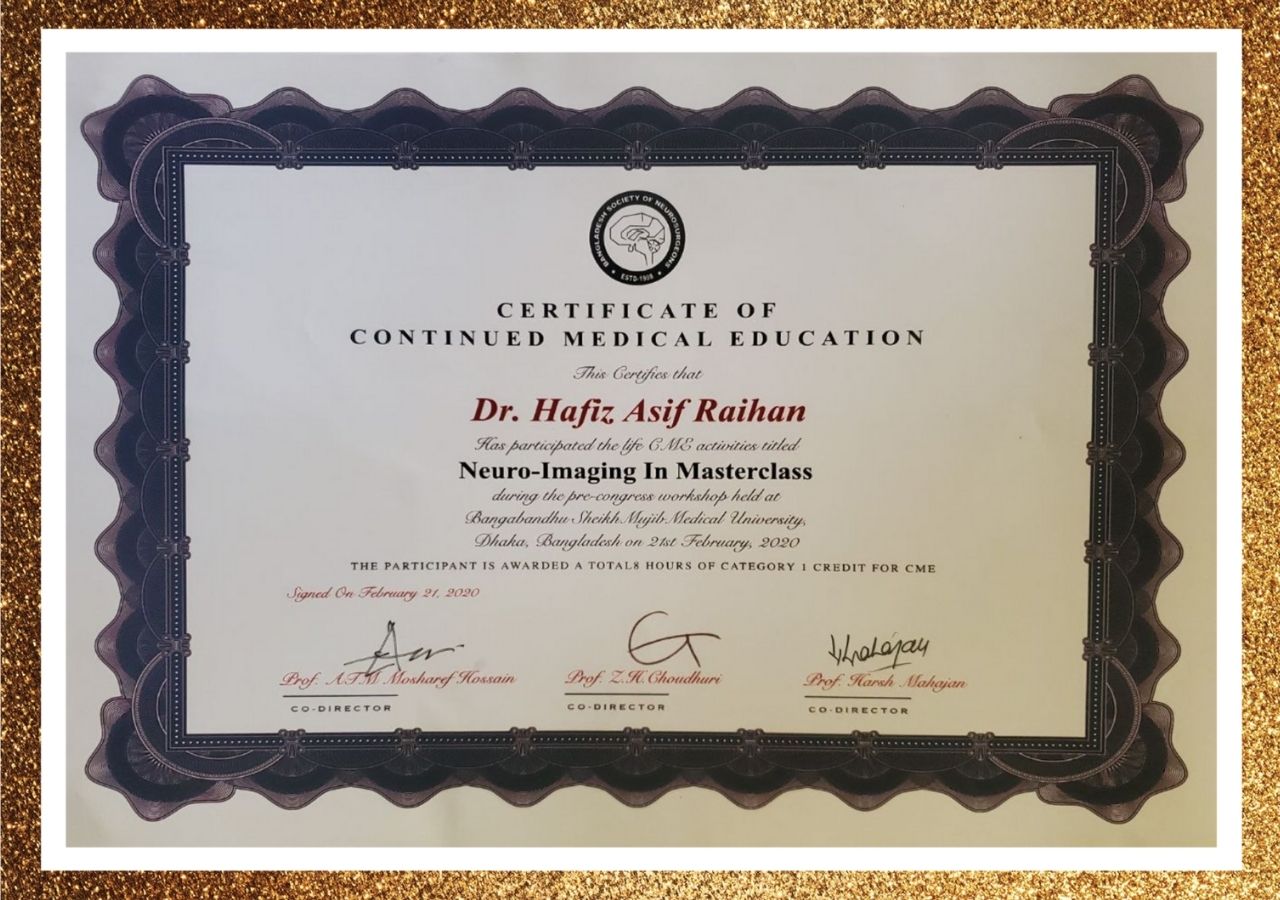 BANGLADESH SOCIETY OF NEUROSURGEONS
CERTIFICATE OF
CONTINUED MEDICAL EDUCATION
This Certifies that
Dr. Hafiz Asif Raihan
Has participated the life CME activities titled
Neuro-Imaging In Masterclass
during the pre-congress workshop held at
Bangabandhu Sheikh Mujib Medical University,
Dhaka, Bangladesh on 21st February, 2020
THE PARTICIPANT IS AWARDED A TOTAL8 HOURS OF CATEGORY 1 CREDIT FOR CME
Signed On February 21, 2020
Prof. A.T.M. Mosharef Hossain
CO-DIRECTOR
Prof. Z.H. Choudhuri
CO-DIRECTOR
Prof. Harsh Mahajan
CO-DIRECTOR